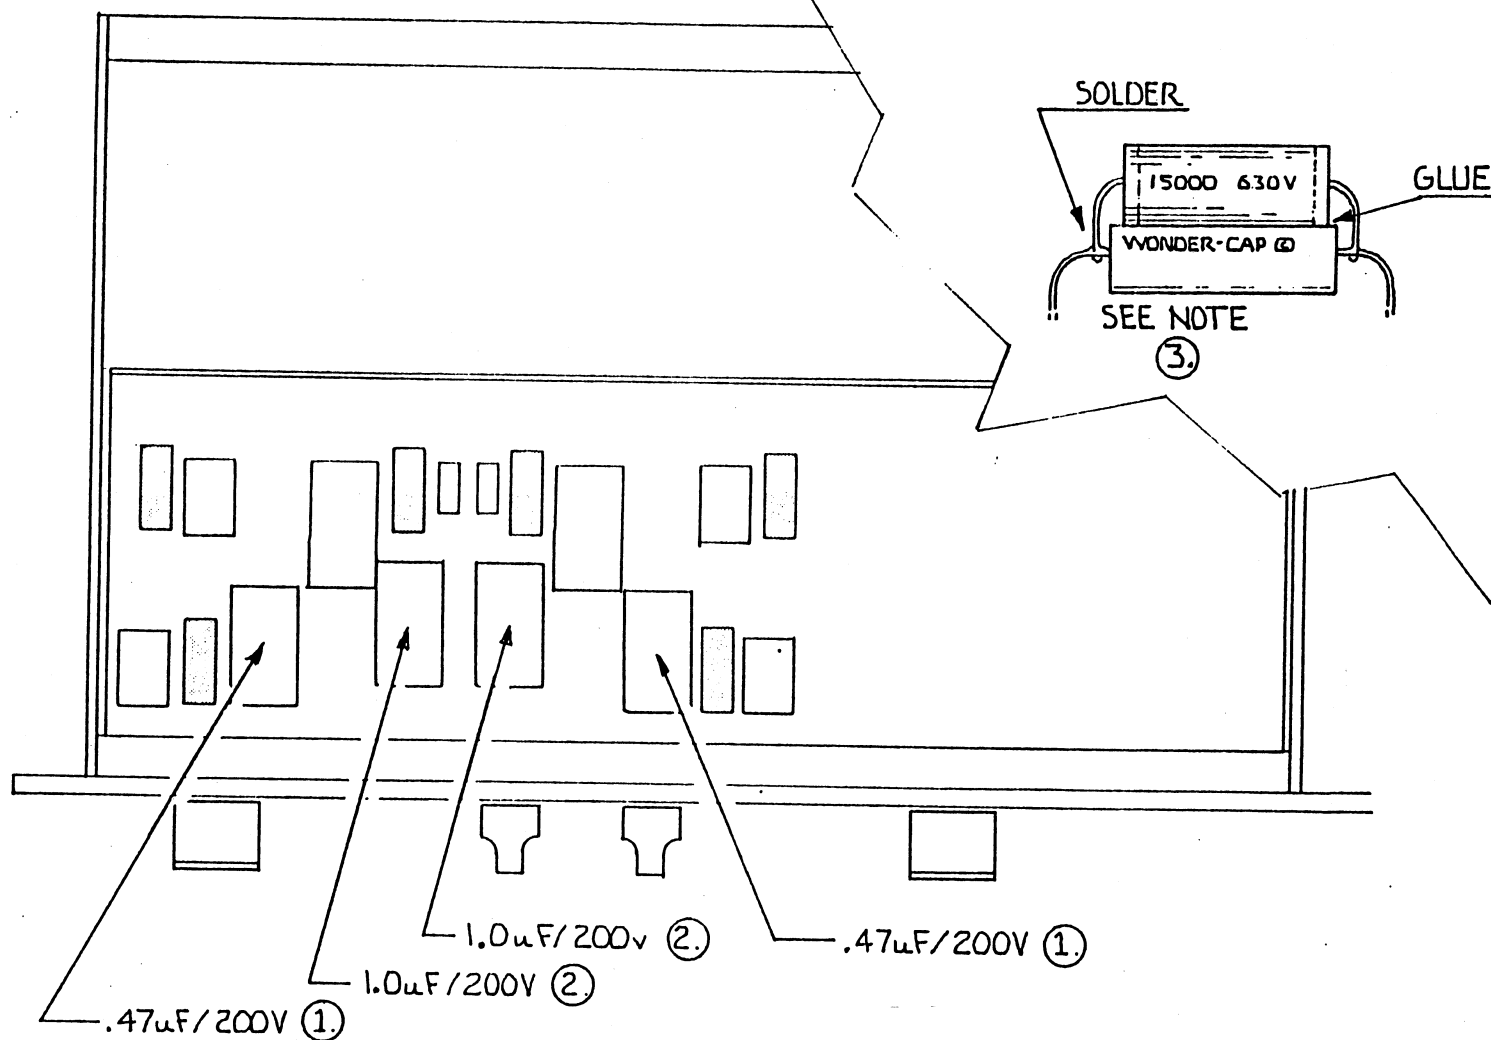 SOLDER
GLUE
15000 630V
WONDER-CAP ©
SEE NOTE
3.
1.0uF/200v 2.
.47uF/200V 1.
1.0uF/200V 2.
.47uF/200V 1.